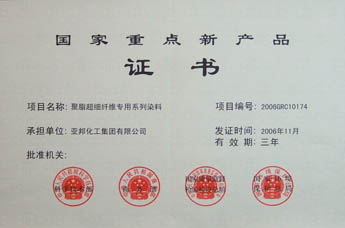 国家重点新产品
证书
项目名称：聚脂超细纤维专用系列染料
项目编号：2006GRC10174
承担单位：亚邦化工集团有限公司
发证时间：2006年11月
有效期：三年
批准机关：